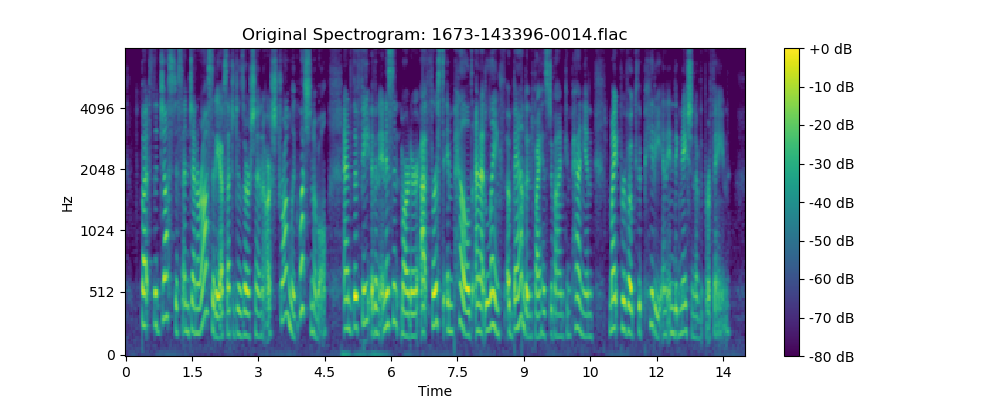 Original Spectrogram: 1673-143396-0014.flac
Hz
4096
2048
1024
512
0
0 1.5 3 4.5 6 7.5 9 10 12 14
Time
+0 dB
-10 dB
-20 dB
-30 dB
-40 dB
-50 dB
-60 dB
-70 dB
-80 dB